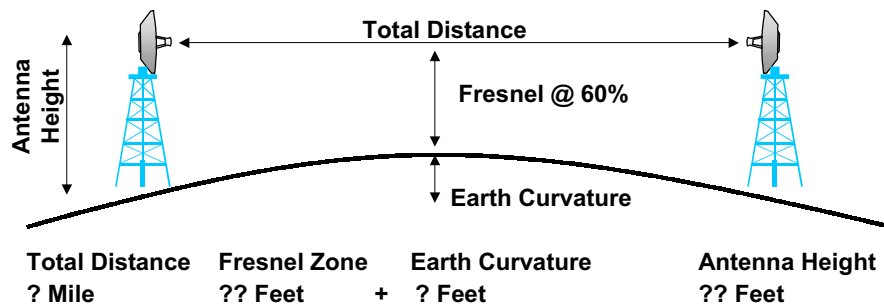 Total Distance
Antenna
Height
Fresnel @ 60%
Earth Curvature
Total Distance Fresnel Zone Earth Curvature Antenna Height
? Mile ?? Feet + ? Feet ?? Feet